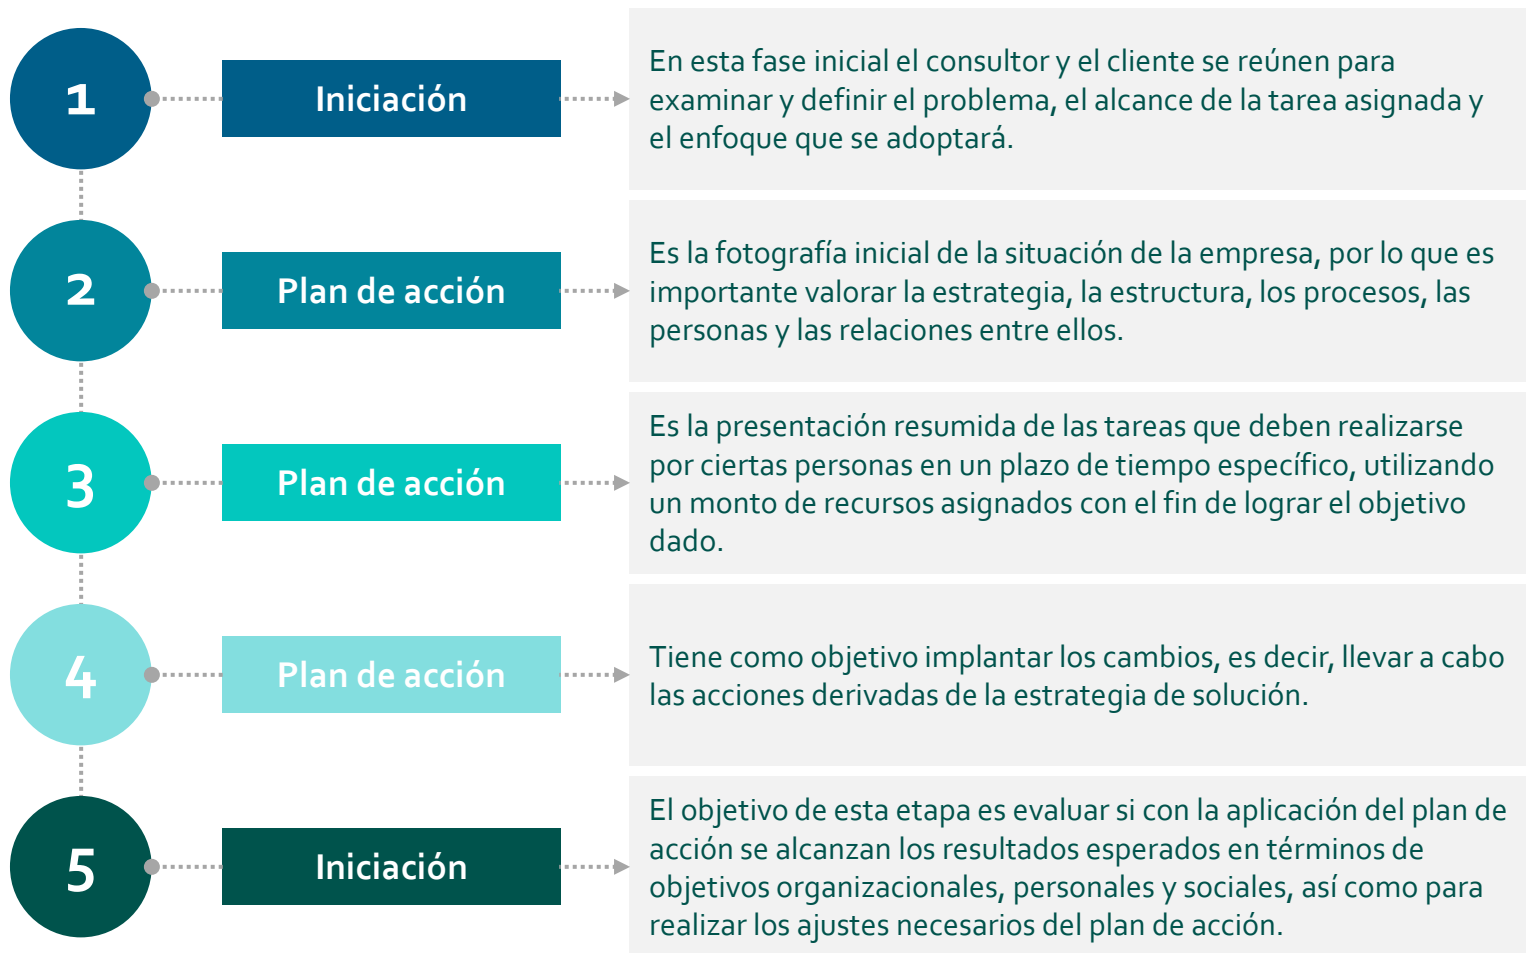 1
Iniciación
En esta fase inicial el consultor y el cliente se reúnen para
examinar y definir el problema, el alcance de la tarea asignada y
el enfoque que se adoptará.
2
Plan de acción
Es la fotografía inicial de la situación de la empresa, por lo que es
importante valorar la estrategia, la estructura, los procesos, las
personas y las relaciones entre ellos.
3
Plan de acción
Es la presentación resumida de las tareas que deben realizarse
por ciertas personas en un plazo de tiempo específico, utilizando
un monto de recursos asignados con el fin de lograr el objetivo
dado.
4
Plan de acción
Tiene como objetivo implantar los cambios, es decir, llevar a cabo
las acciones derivadas de la estrategia de solución.
5
Iniciación
El objetivo de esta etapa es evaluar si con la aplicación del plan de
acción se alcanzan los resultados esperados en términos de
objetivos organizacionales, personales y sociales, así como para
realizar los ajustes necesarios del plan de acción.